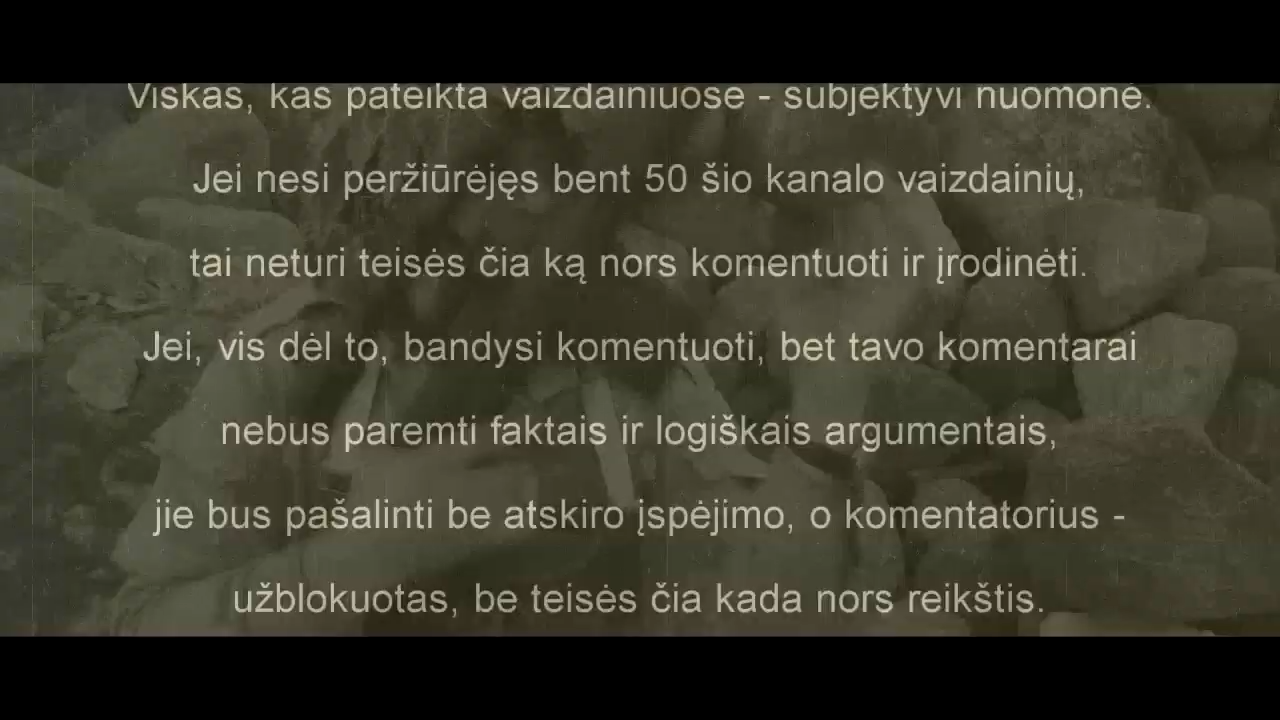 Viskas, kas pateikta vaizdainiuose - subjektyvi nuomonė.
Jei nesi peržiūrėjęs bent 50 šio kanalo vaizdainių,
tai neturi teisės čia ką nors komentuoti ir įrodinėti.
Jei, vis dėl to, bandysi komentuoti, bet tavo komentarai
nebus paremti faktais ir logiškais argumentais,
jie bus pašalinti be atskiro įspėjimo, o komentatorius -
užblokuotas, be teisės čia kada nors reikštis.